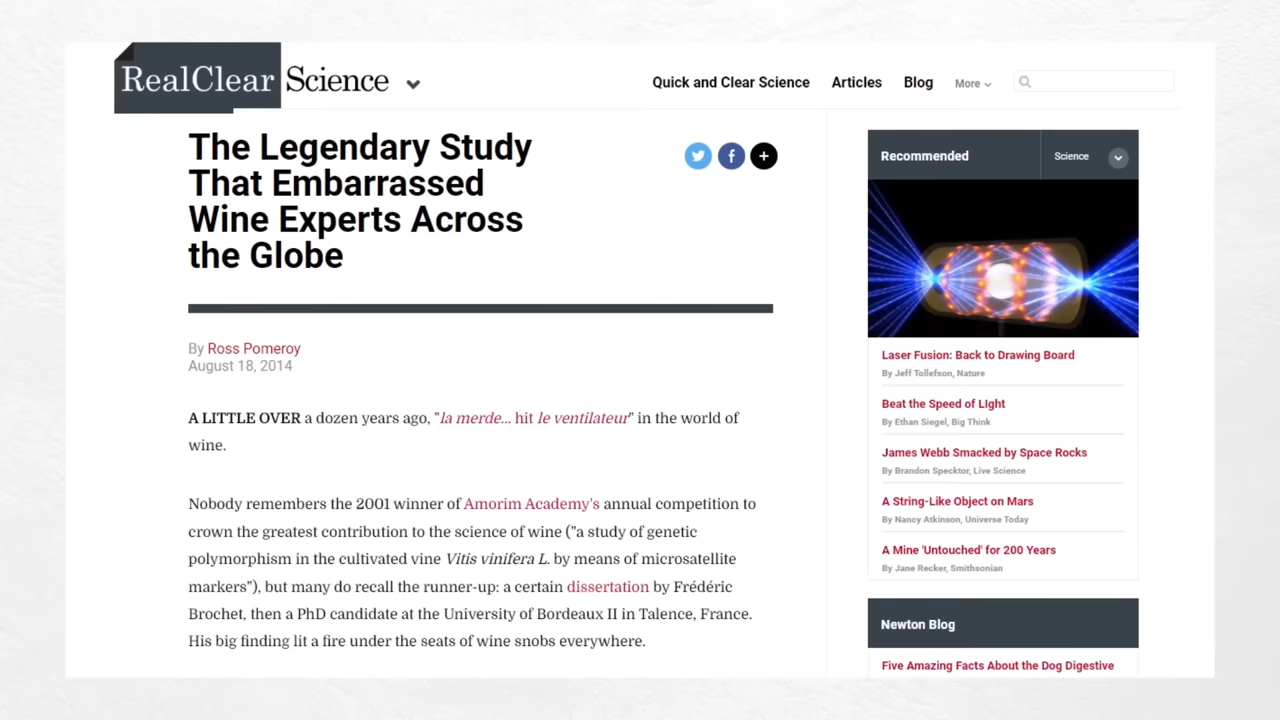 RealClear Science
Quick and Clear Science Articles Blog More
The Legendary Study
That Embarrassed
Wine Experts Across
the Globe
By Ross Pomeroy
August 18, 2014
A LITTLE OVER a dozen years ago, "la merde... hit le ventilateur" in the world of
wine.
Nobody remembers the 2001 winner of Amorim Academy's annual competition to
crown the greatest contribution to the science of wine ("a study of genetic
polymorphism in the cultivated vine Vitis vinifera L. by means of microsatellite
markers"), but many do recall the runner-up: a certain dissertation by Frédéric
Brochet, then a PhD candidate at the University of Bordeaux II in Talence, France.
His big finding lit a fire under the seats of wine snobs everywhere.
Recommended Science
Laser Fusion: Back to Drawing Board
By Jeff Tollefson, Nature
Beat the Speed of LIght
By Ethan Siegel, Big Think
James Webb Smacked by Space Rocks
By Brandon Specktor, Live Science
A String-Like Object on Mars
By Nancy Atkinson, Universe Today
A Mine 'Untouched' for 200 Years
By Jane Recker, Smithsonian
Newton Blog
Five Amazing Facts About the Dog Digestive